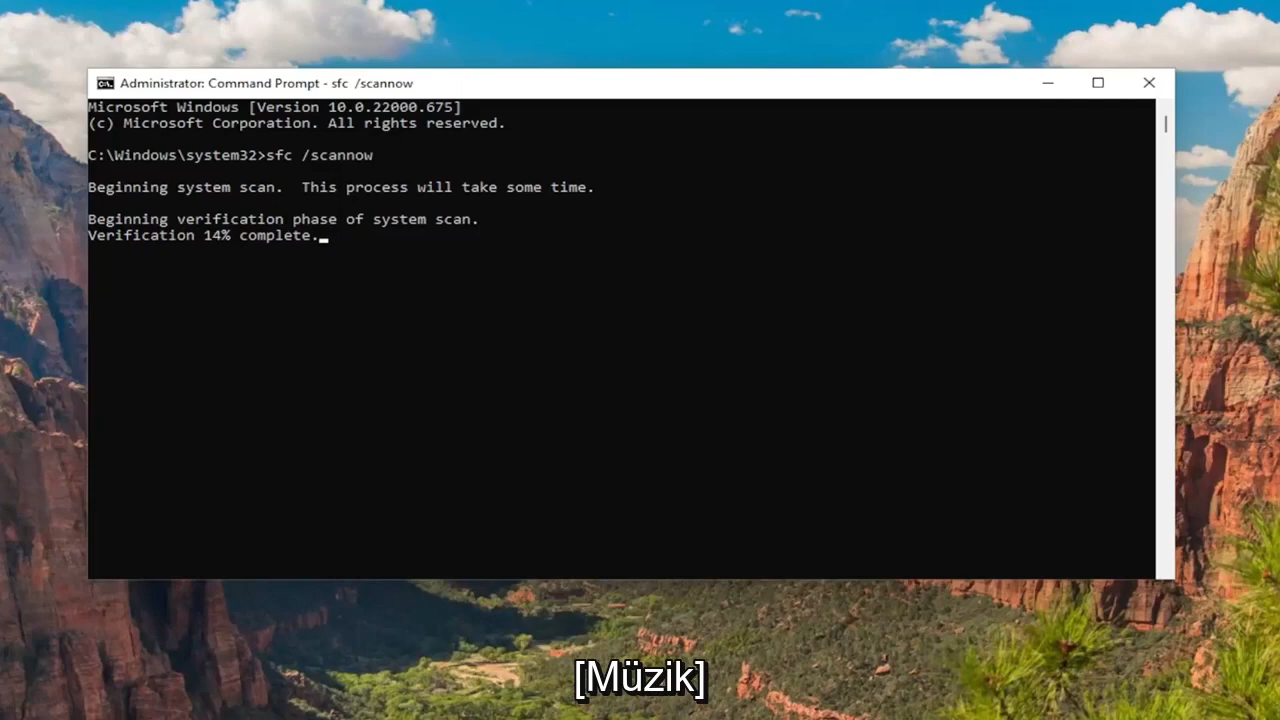 Administrator: Command Prompt - sfc /scannow
Microsoft Windows [Version 10.0.22000.675]
(c) Microsoft Corporation. All rights reserved.
C:\Windows\system32>sfc /scannow
Beginning system scan.  This process will take some time.
Beginning verification phase of system scan.
Verification 14% complete.
[Müzik]